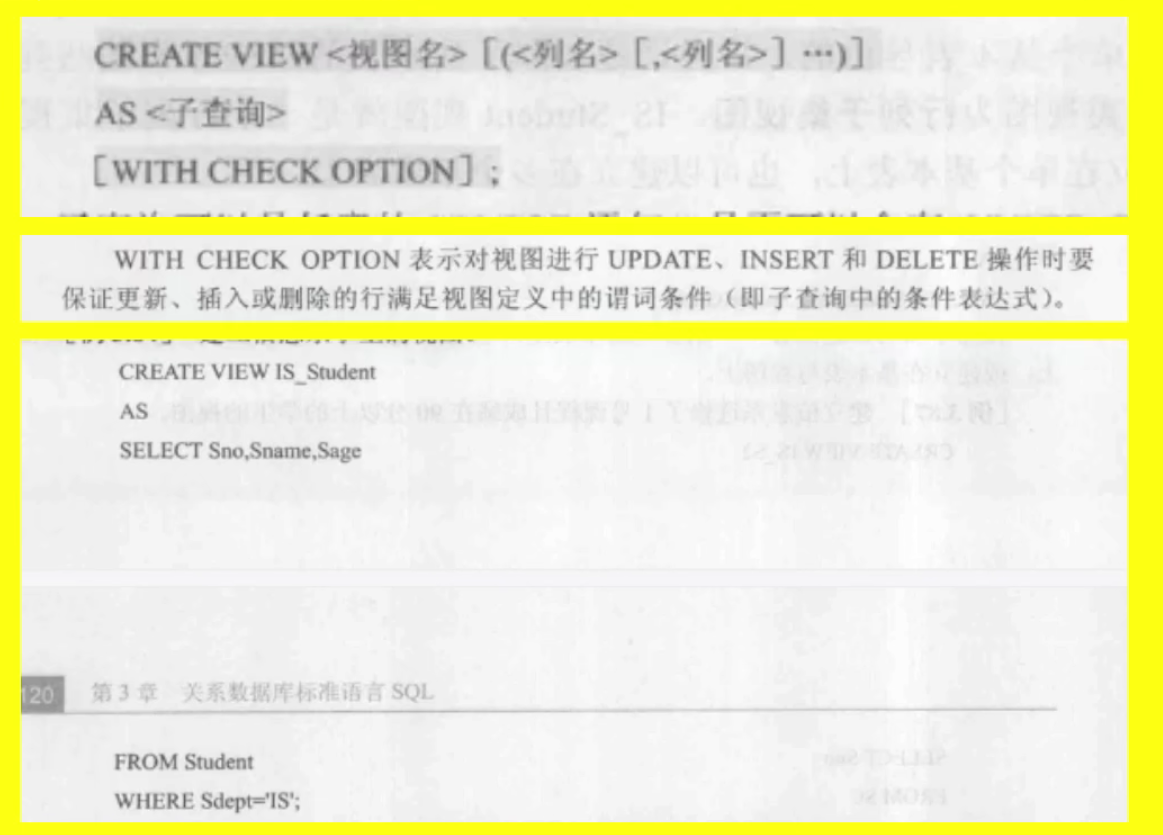 CREATE VIEW <视图名> [(<列名> [,<列名>] …)]
AS <子查询>
[WITH CHECK OPTION];
WITH CHECK OPTION 表示对视图进行 UPDATE、INSERT 和 DELETE 操作时要
保证更新、插入或删除的行满足视图定义中的谓词条件（即子查询中的条件表达式）。
CREATE VIEW IS_Student
AS
SELECT Sno,Sname,Sage
120 第 3 章 关系数据库标准语言 SQL
FROM Student
WHERE Sdept='IS';